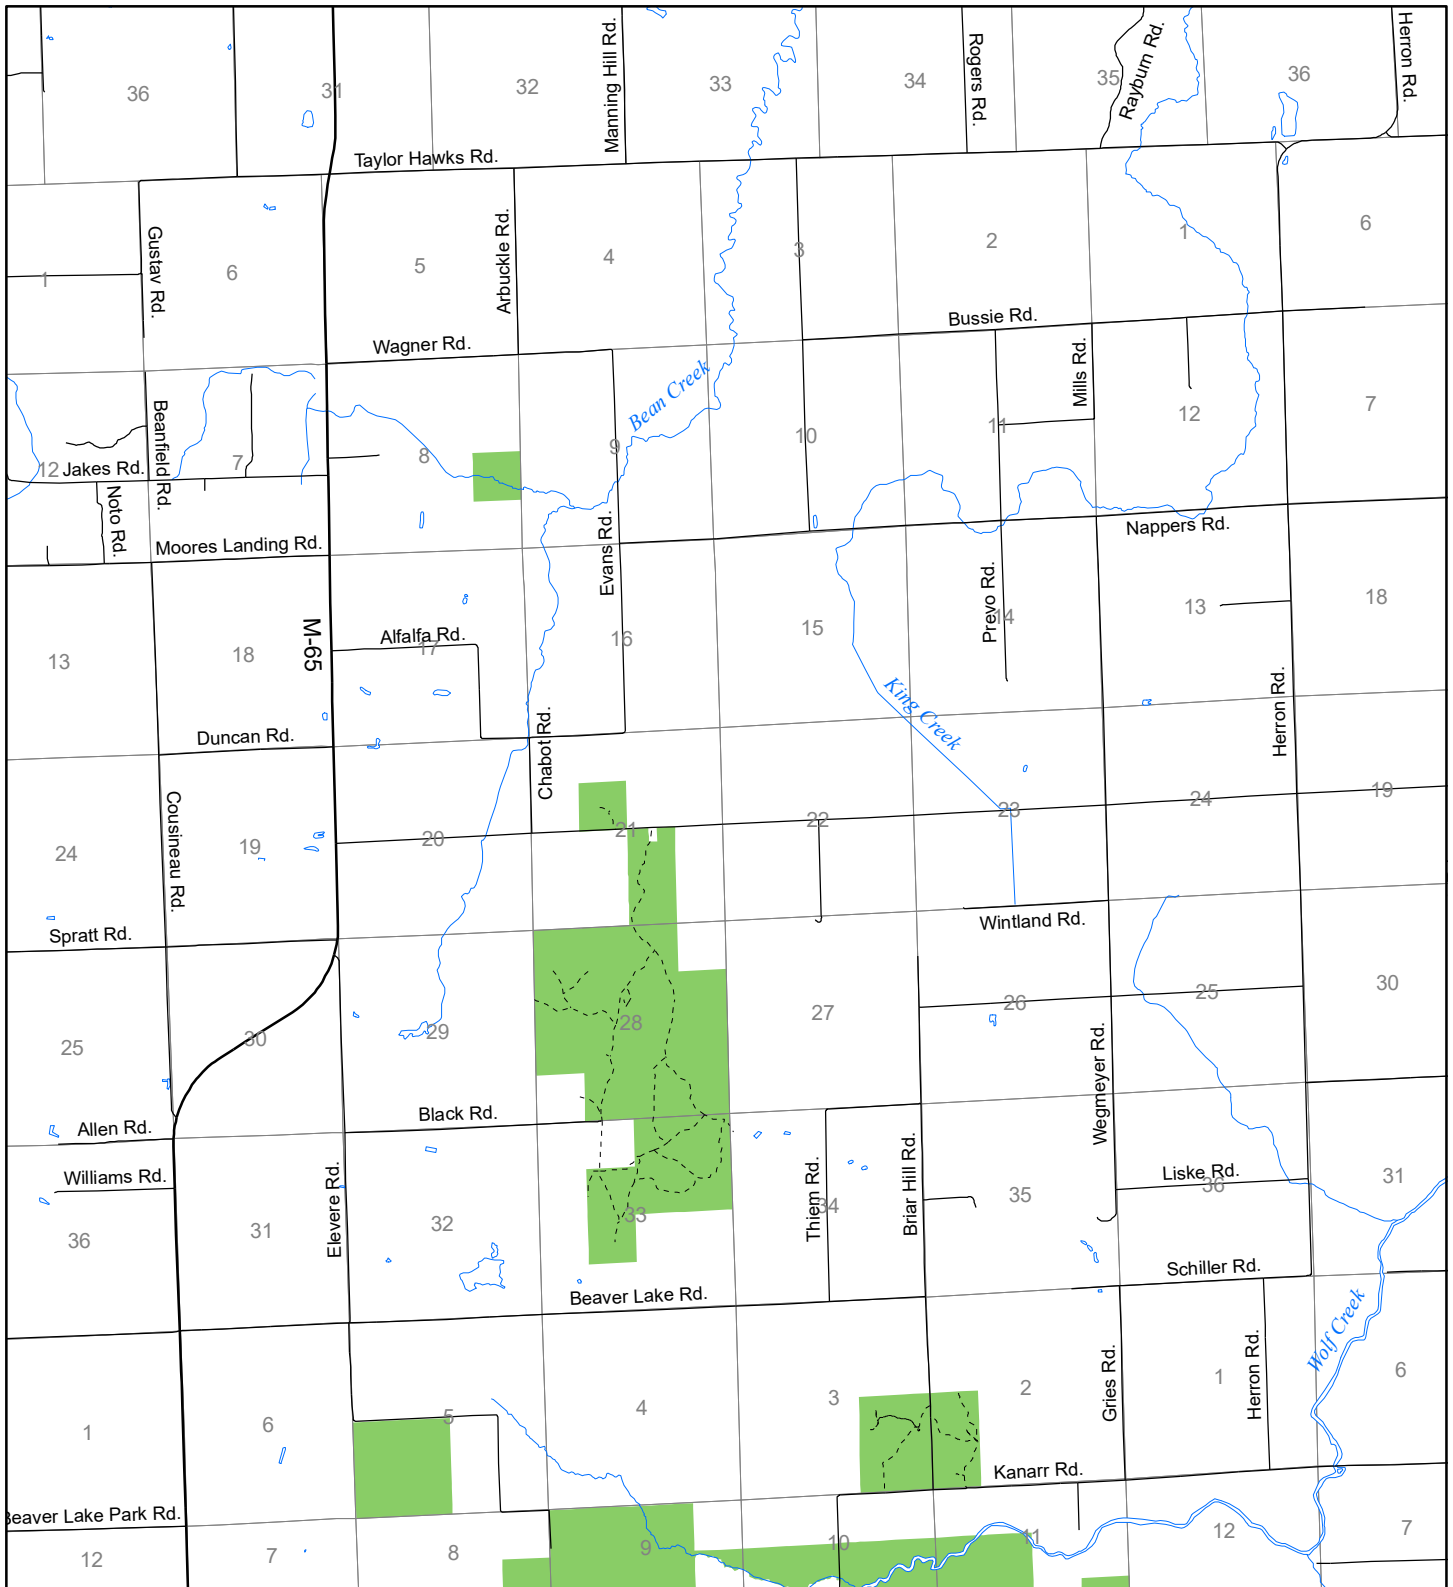 Herron Rd.
Manning Hill Rd.
Rogers Rd.
Rayburn Rd.
36
31
32
33
34
35
36
Taylor Hawks Rd.
Gustav Rd.
Arbuckle Rd.
1
6
5
4
3
2
1
6
Bussie Rd.
Wagner Rd.
Mills Rd.
Bean Creek
Beanfield Rd.
12
Jakes Rd.
7
8
9
10
11
12
7
Noto Rd.
Moores Landing Rd.
Evans Rd.
Nappers Rd.
Prevo Rd.
M-65
Alfalfa Rd.
13
18
17
16
15
14
13
18
King Creek
Herron Rd.
Duncan Rd.
Chabot Rd.
Cousineau Rd.
24
19
20
21
22
23
24
19
Spratt Rd.
Wintland Rd.
25
30
29
28
27
26
25
30
Wegmeyer Rd.
Allen Rd.
Black Rd.
Williams Rd.
Elevere Rd.
Thiem Rd.
Briar Hill Rd.
Liske Rd.
36
31
32
33
34
35
36
31
Schiller Rd.
Beaver Lake Rd.
Wolf Creek
Gries Rd.
Herron Rd.
1
6
5
4
3
2
1
6
Kanarr Rd.
Beaver Lake Park Rd.
12
7
8
9
10
11
12
7